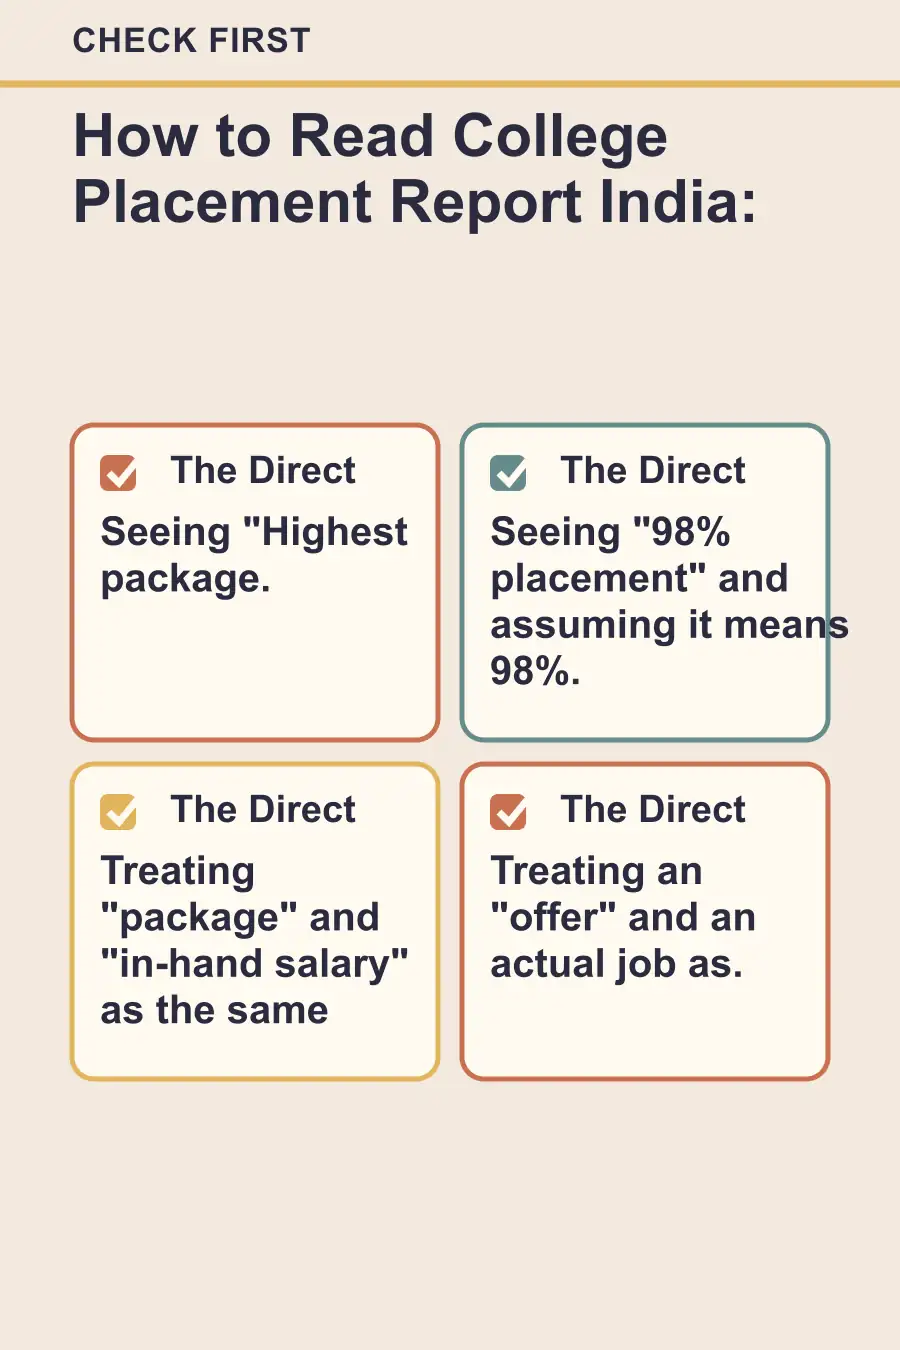 CHECK FIRST
How to Read College
Placement Report India:
The Direct
Seeing "Highest
package.
The Direct
Seeing "98%
placement" and
assuming it means
98%.
The Direct
Treating
"package" and
"in-hand salary"
as the same
The Direct
Treating an
"offer" and an
actual job as.